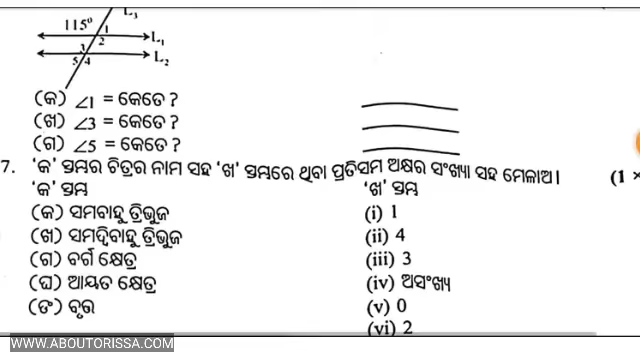 L₃
115° 1
2 L₁
3
5 4 L₂
(କ) ∠1 = କେତେ ?
(ଖ) ∠3 = କେତେ ?
(ଗ) ∠5 = କେତେ ?
7. ‘କ’ ସ୍ତମ୍ଭର ଚିତ୍ରର ନାମ ସହ ‘ଖ’ ସ୍ତମ୍ଭରେ ଥିବା ପ୍ରତିସମ ଅକ୍ଷର ସଂଖ୍ୟା ସହ ମେଳାଅ। (1 ×
‘କ’ ସ୍ତମ୍ଭ ‘ଖ’ ସ୍ତମ୍ଭ
(କ) ସମବାହୁ ତ୍ରିଭୁଜ (i) 1
(ଖ) ସମଦ୍ୱିବାହୁ ତ୍ରିଭୁଜ (ii) 4
(ଗ) ବର୍ଗ କ୍ଷେତ୍ର (iii) 3
(ଘ) ଆୟତ କ୍ଷେତ୍ର (iv) ଅସଂଖ୍ୟ
(ଙ) ବୃତ୍ତ (v) 0
(vi) 2
WWW.ABOUTORISSA.COM